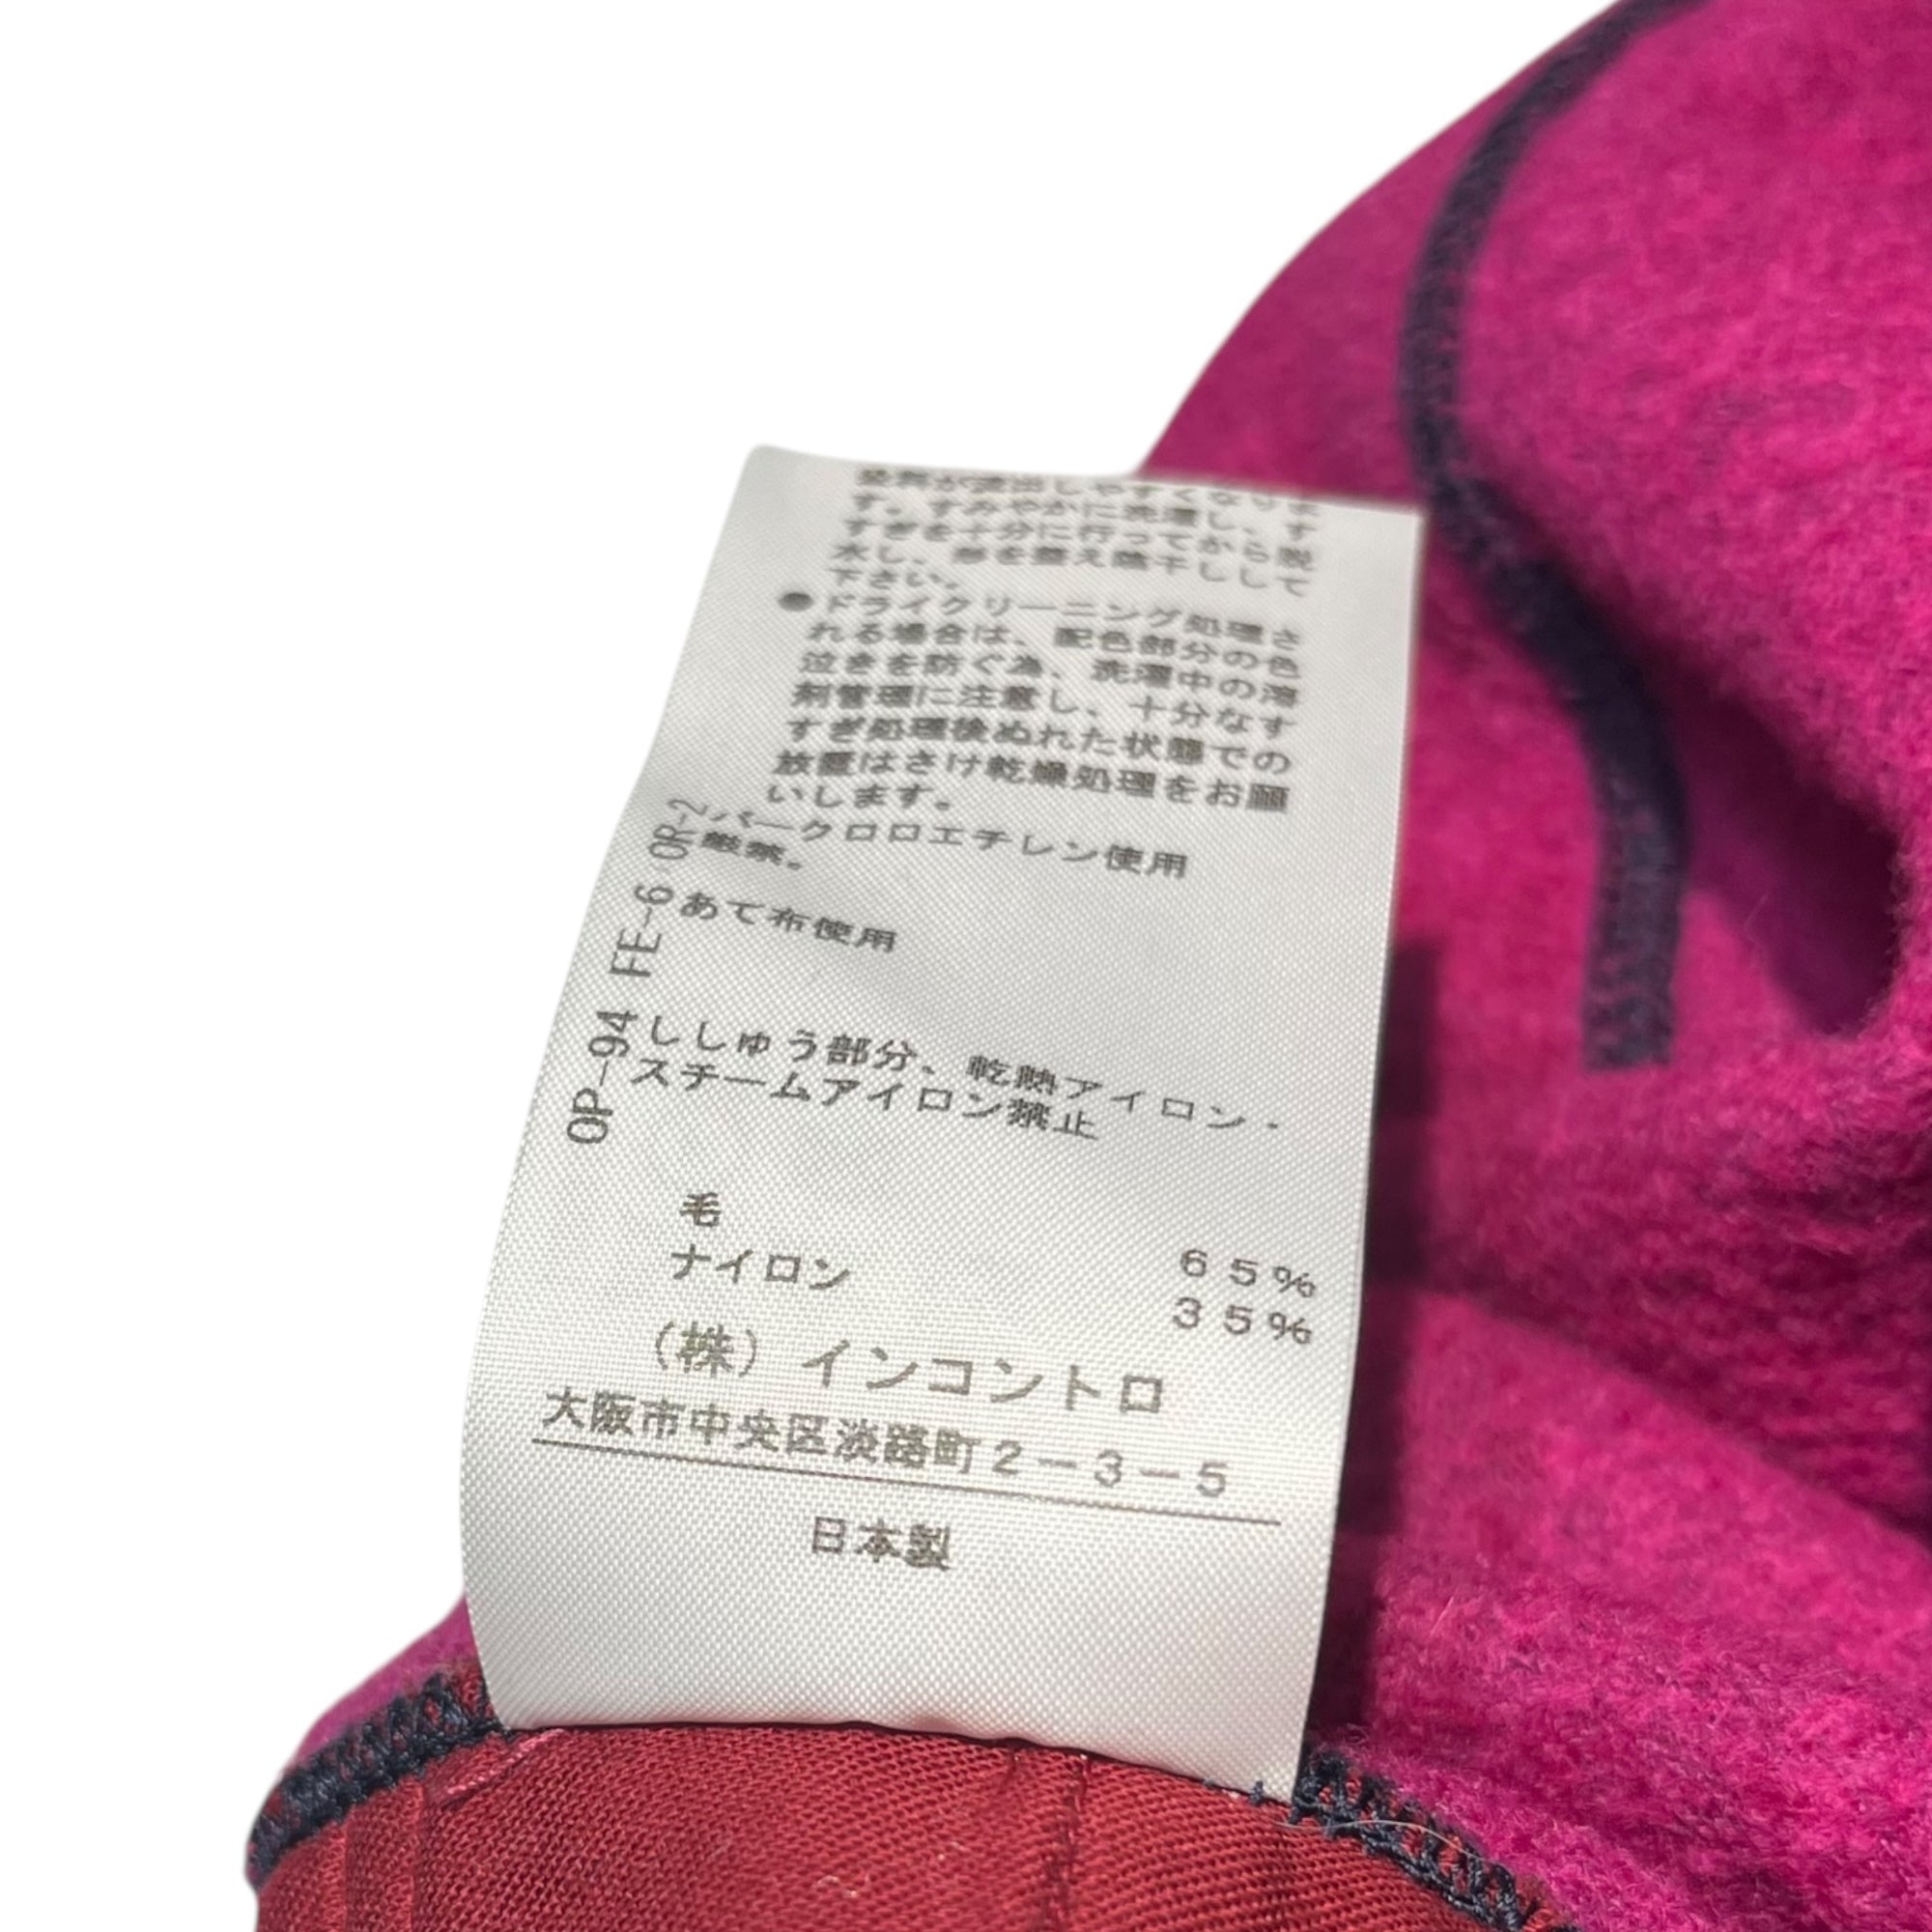 染料が流出しやすくなりま
す。すみやかに洗濯し、す
すぎを十分に行ってから脱
水し、形を整え陰干しして
下さい。
●ドライクリーニング処理さ
れる場合は、配色部分の色
泣きを防ぐ為、洗濯中の溶
剤管理に注意し、十分なす
すぎ処理後ぬれた状態での
放置はさけ乾燥処理をお願
いします。
パークロロエチレン使用
厳禁。
あて布使用
ししゅう部分、乾熱アイロン・
スチームアイロン禁止
OP-94 FE-6 OP-2
毛 65%
ナイロン 35%
(株)インコントロ
大阪市中央区淡路町2-3-5
日本製